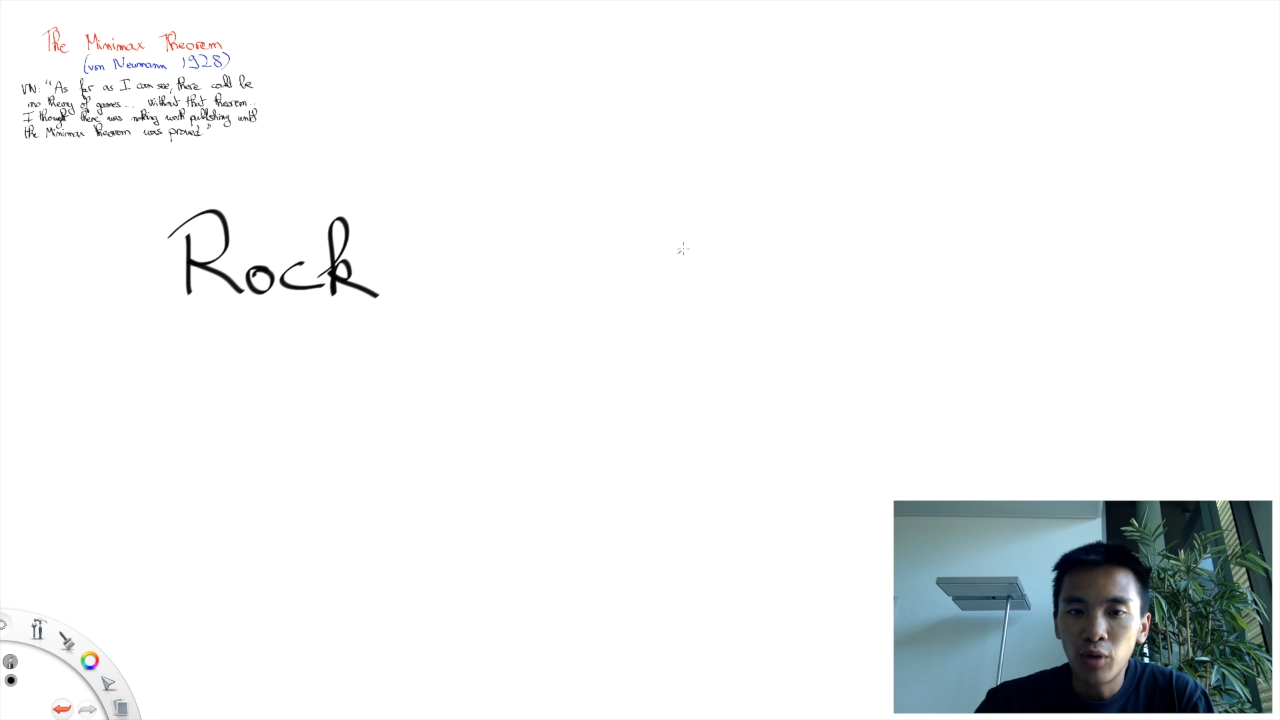 The Minimax Theorem
(von Neumann 1928)
VN: "As far as I can see, there could be
no theory of games... without that theorem...
I thought there was nothing worth publishing until
the Minimax Theorem was proved"
Rock